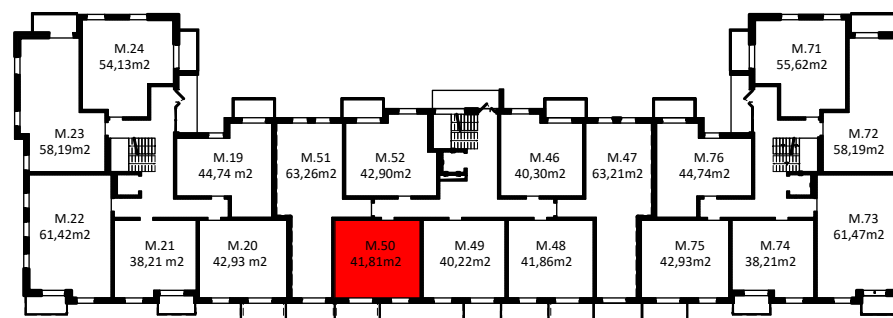 M.24
54,13m2
M.71
55,62m2
M.23
58,19m2
M.72
58,19m2
M.19
44,74 m2
M.51
63,26m2
M.52
42,90m2
M.46
40,30m2
M.47
63,21m2
M.76
44,74m2
M.22
61,42m2
M.73
61,47m2
M.21
38,21 m2
M.20
42,93 m2
M.50
41,81m2
M.49
40,22m2
M.48
41,86m2
M.75
42,93m2
M.74
38,21m2